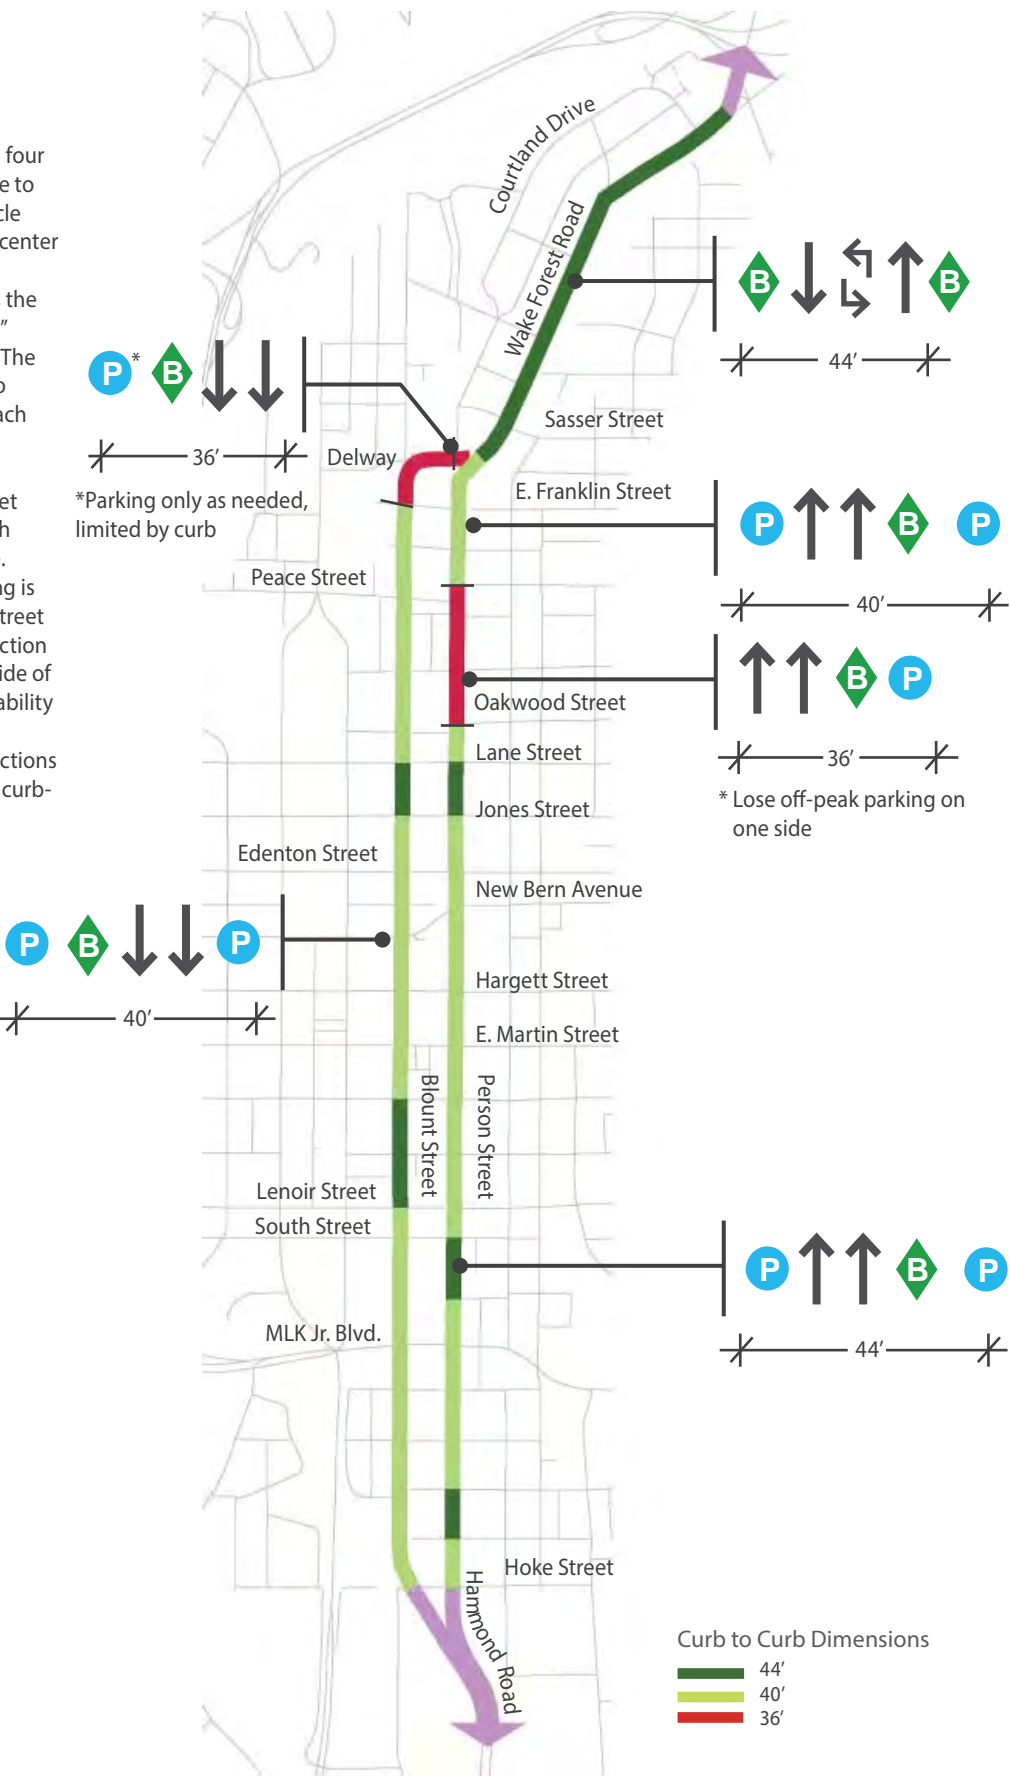 four
e to
cle
center
the
”
The
o
ach
et
h
.
ng is
treet
ction
ide of
ability
ctions
curb-
Courtland Drive
Wake Forest Road
B
B
44’
P
*
B
36’
*Parking only as needed,
limited by curb
Delway
Sasser Street
E. Franklin Street
P
B
P
40’
Peace Street
B
P
36’
* Lose off-peak parking on
one side
Oakwood Street
Lane Street
Jones Street
Edenton Street
New Bern Avenue
P
B
P
40’
Hargett Street
E. Martin Street
Blount Street
Person Street
Lenoir Street
South Street
P
B
P
44’
MLK Jr. Blvd.
Hoke Street
Hammond Road
Curb to Curb Dimensions
44’
40’
36’